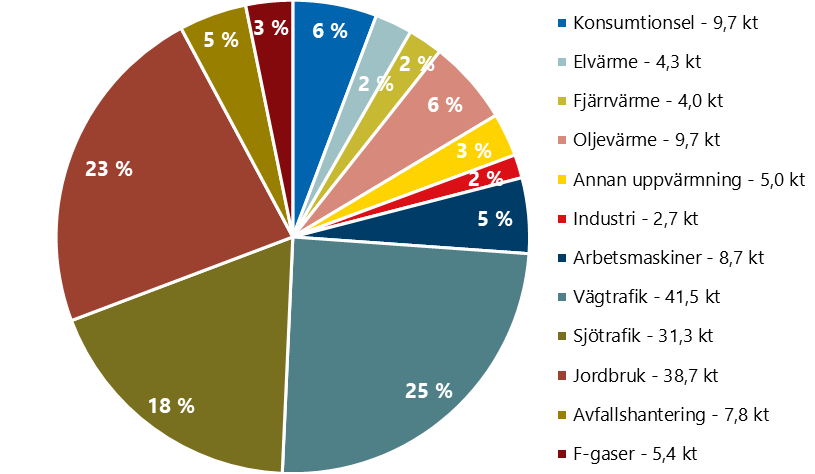 6 %
2 %
2 %
6 %
3 %
2 %
5 %
25 %
18 %
23 %
5 %
3 %
Konsumtionsel - 9,7 kt
Elvärme - 4,3 kt
Fjärrvärme - 4,0 kt
Oljevärme - 9,7 kt
Annan uppvärmning - 5,0 kt
Industri - 2,7 kt
Arbetsmaskiner - 8,7 kt
Vägtrafik - 41,5 kt
Sjötrafik - 31,3 kt
Jordbruk - 38,7 kt
Avfallshantering - 7,8 kt
F-gaser - 5,4 kt